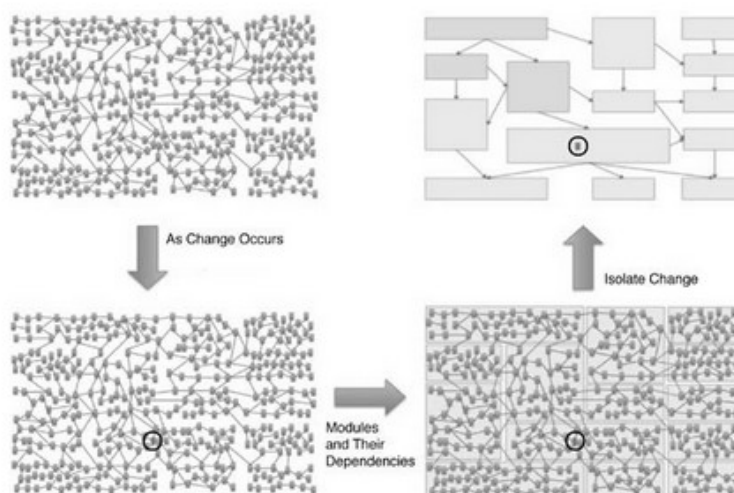 As Change Occurs
Isolate Change
Modules
and Their
Dependencies